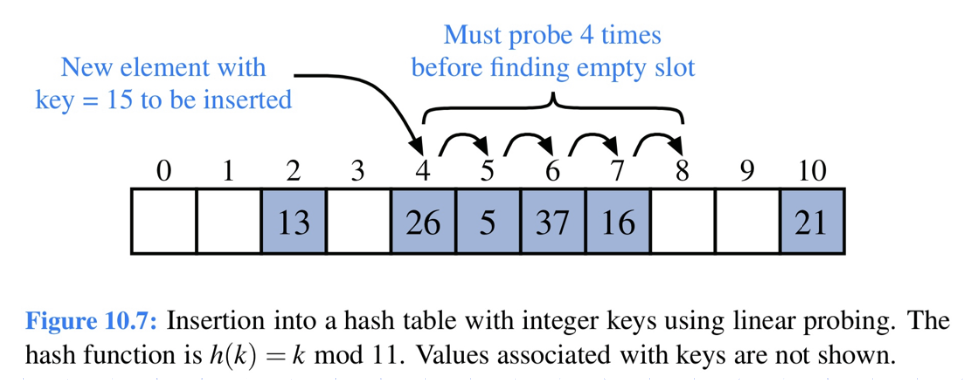 Must probe 4 times
before finding empty slot
New element with
key = 15 to be inserted
0 1 2 3 4 5 6 7 8 9 10
13 26 5 37 16 21
Figure 10.7: Insertion into a hash table with integer keys using linear probing. The
hash function is h(k) = k mod 11. Values associated with keys are not shown.